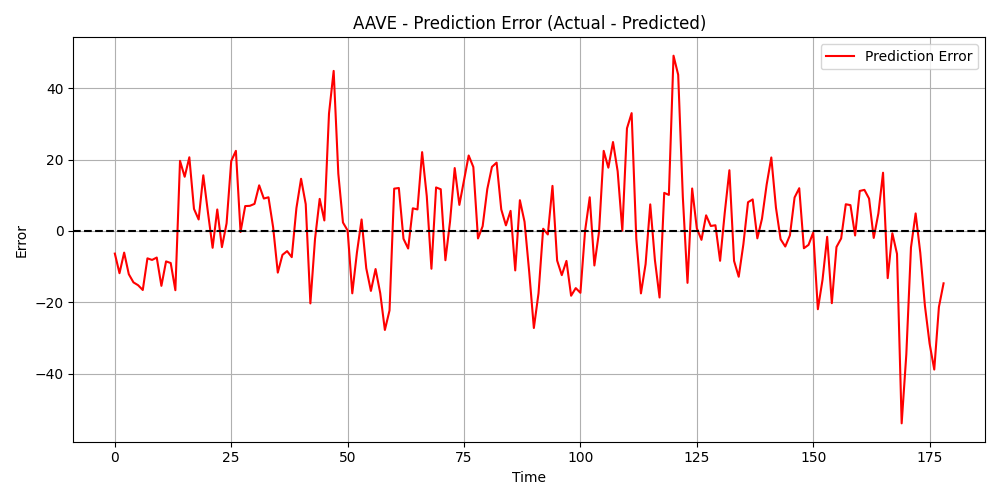 AAVE - Prediction Error (Actual - Predicted)
Prediction Error
Error
40
20
0
−20
−40
0 25 50 75 100 125 150 175
Time